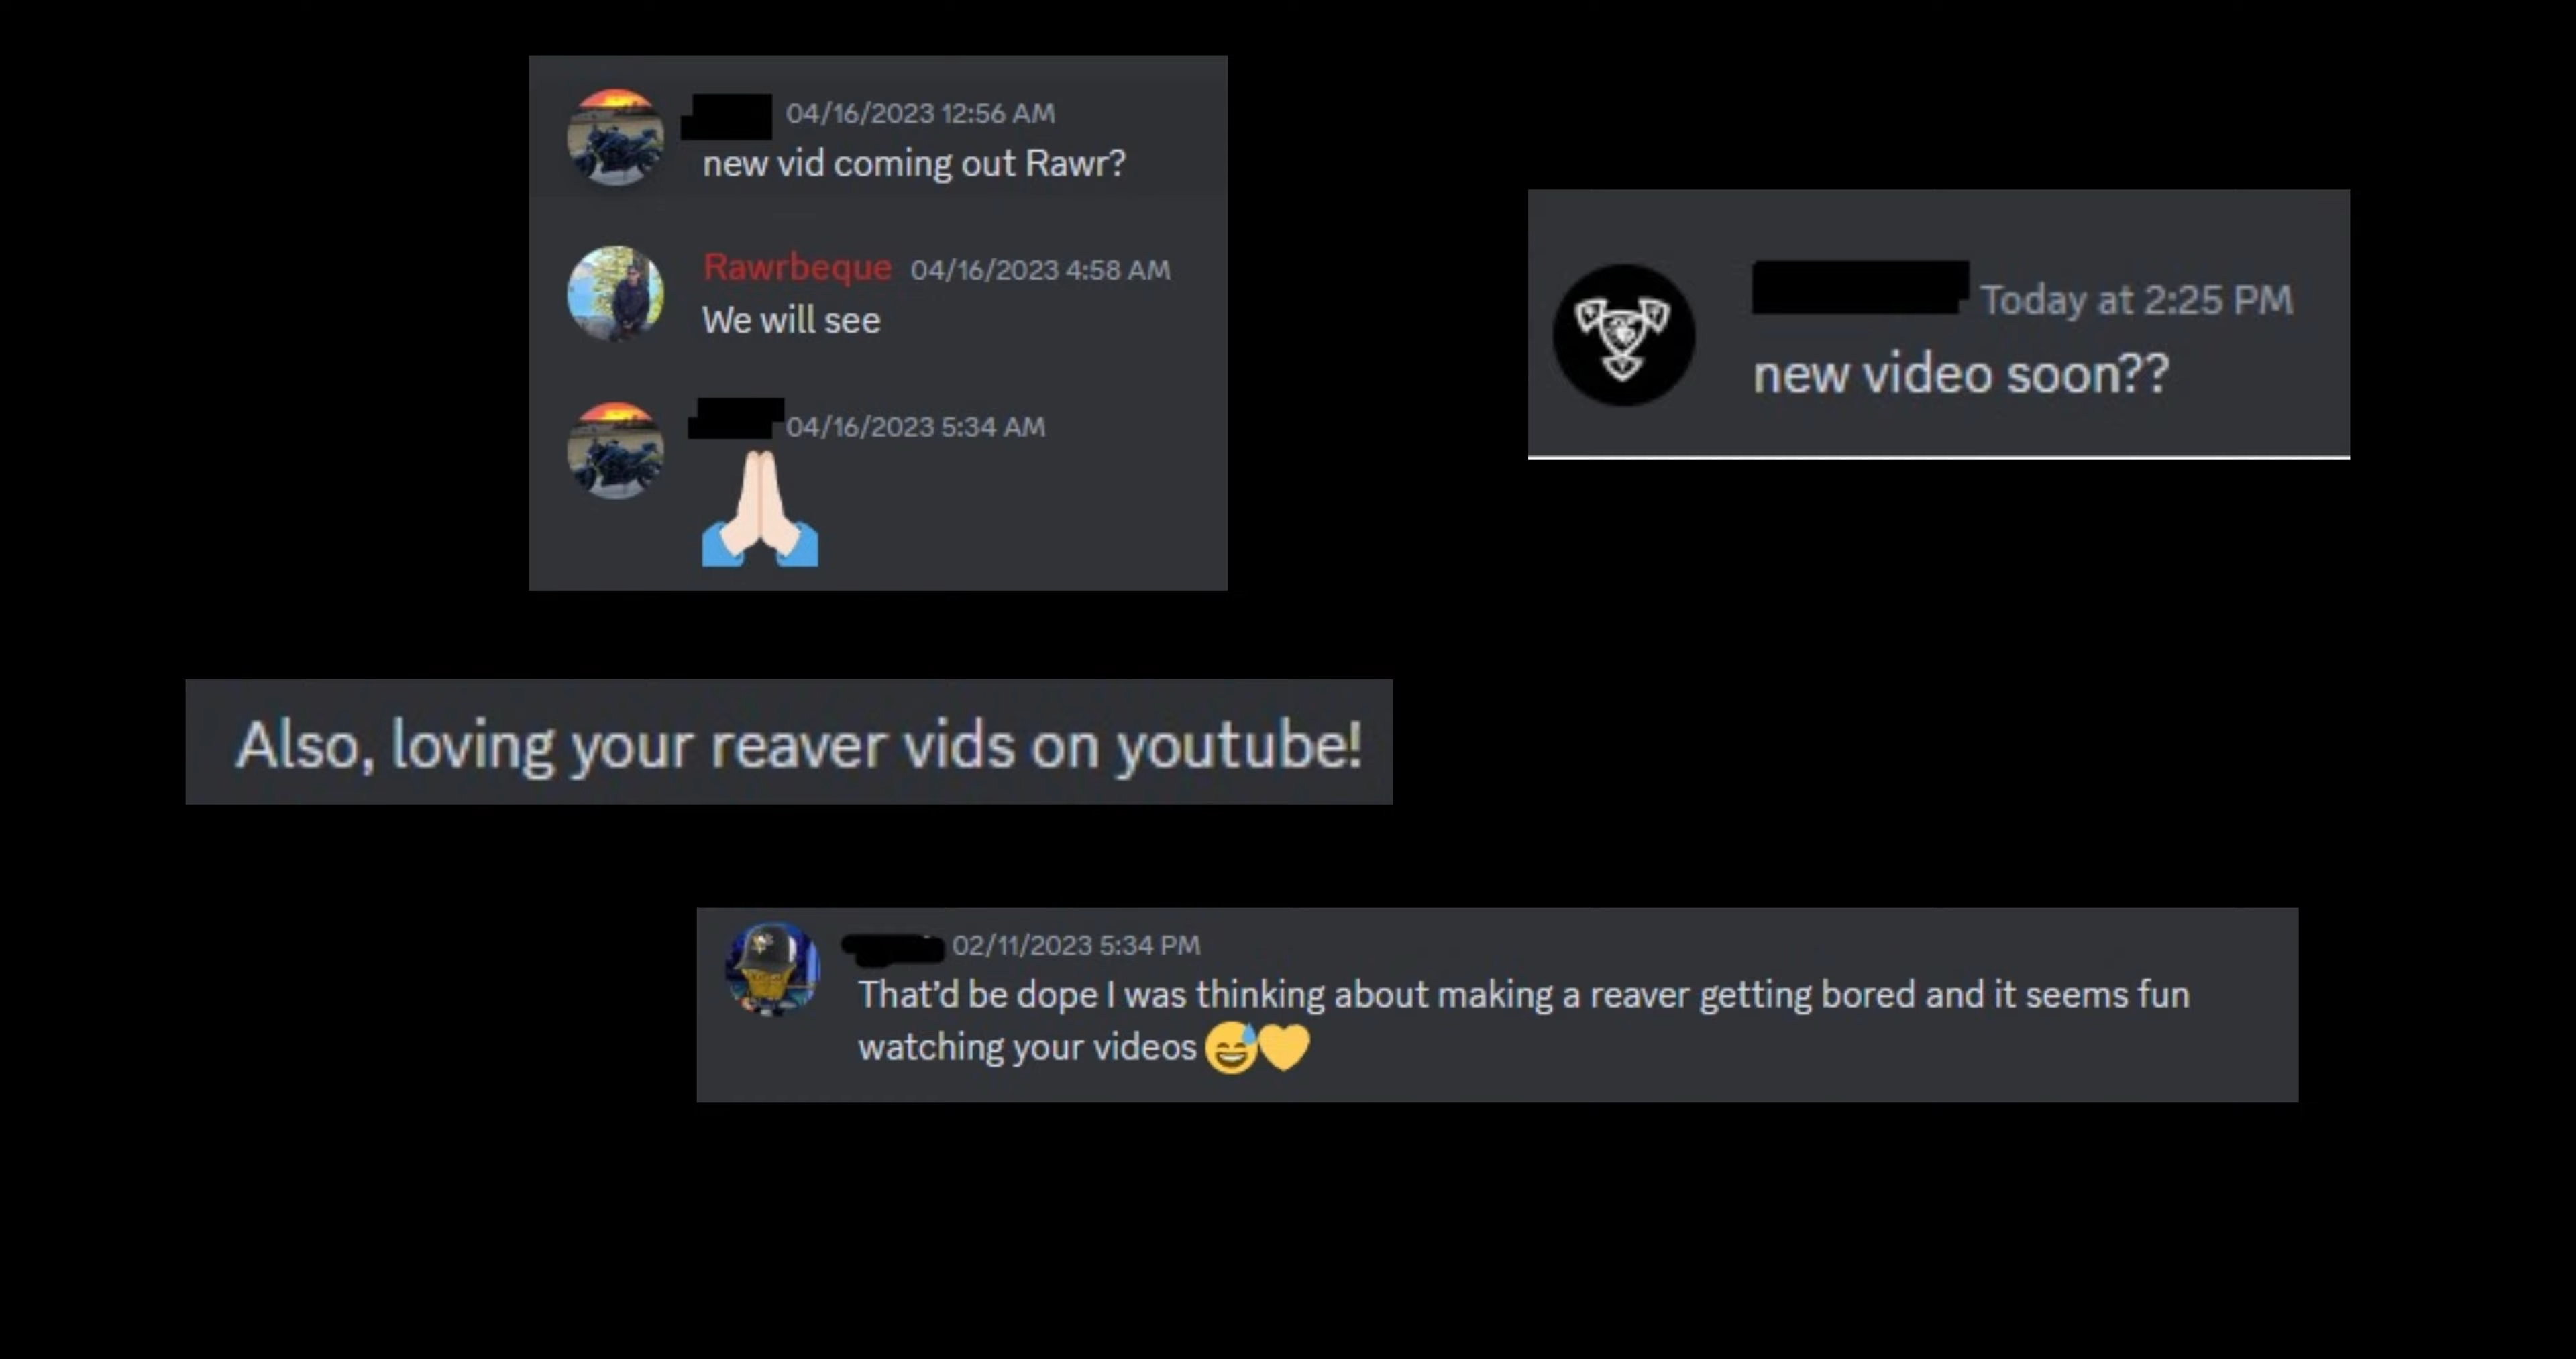 04/16/2023 12:56 AM
new vid coming out Rawr?
Rawrbeque 04/16/2023 4:58 AM
We will see
04/16/2023 5:34 AM
Today at 2:25 PM
new video soon??
Also, loving your reaver vids on youtube!
02/11/2023 5:34 PM
That'd be dope I was thinking about making a reaver getting bored and it seems fun
watching your videos